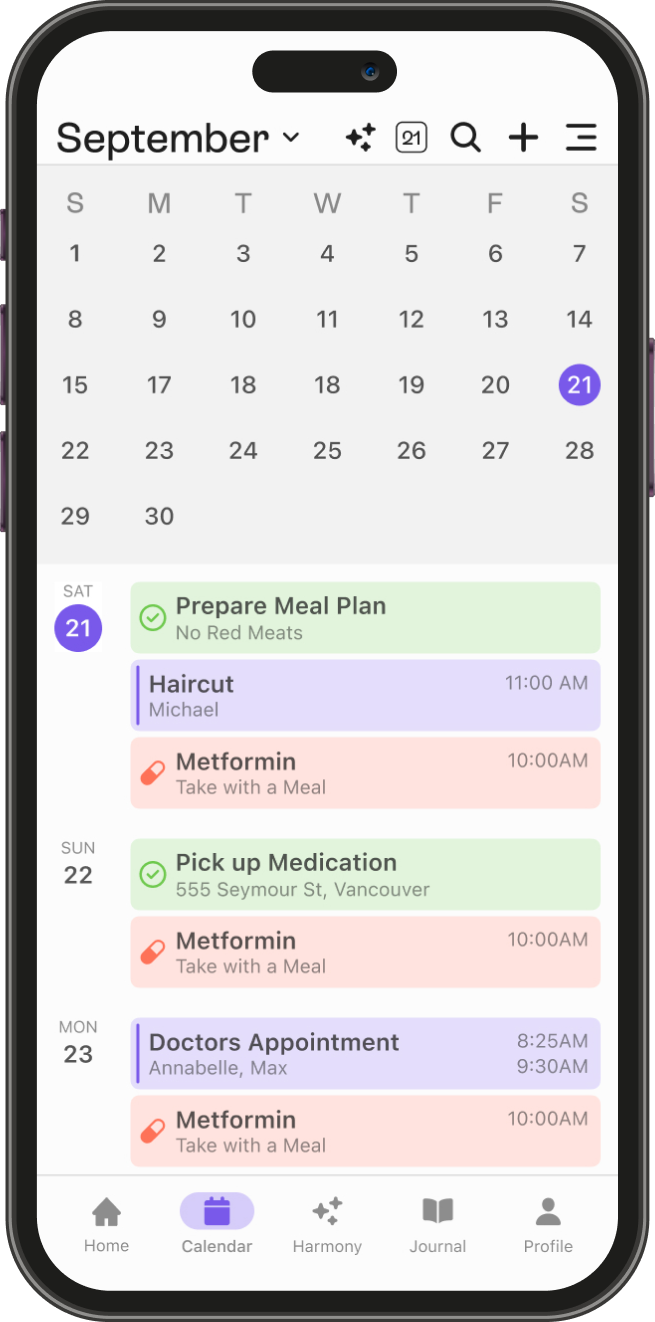 September 21
S M T W T F S
1 2 3 4 5 6 7
8 9 10 11 12 13 14
15 17 18 18 19 20 21
22 23 24 25 26 27 28
29 30
SAT
21
Prepare Meal Plan
No Red Meats
Haircut 11:00 AM
Michael
Metformin 10:00AM
Take with a Meal
SUN
22
Pick up Medication
555 Seymour St, Vancouver
Metformin 10:00AM
Take with a Meal
MON
23
Doctors Appointment 8:25AM
Annabelle, Max 9:30AM
Metformin 10:00AM
Take with a Meal
Home Calendar Harmony Journal Profile